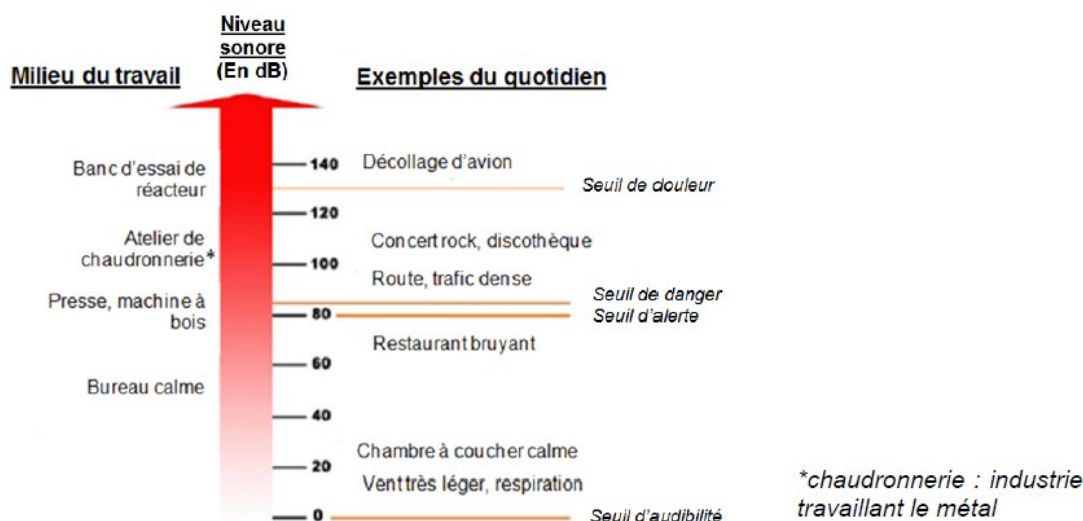 Niveau
sonore
(En dB)
Milieu du travail
Exemples du quotidien
140
Décollage d'avion
Banc d'essai de
réacteur
Seuil de douleur
120
Atelier de
chaudronnerie*
Concert rock, discothèque
100
Route, trafic dense
Presse, machine à
bois
Seuil de danger
80
Seuil d'alerte
Restaurant bruyant
60
Bureau calme
40
Chambre à coucher calme
20
Vent très léger, respiration
0
Seuil d'audibilité
*chaudronnerie : industrie
travaillant le métal